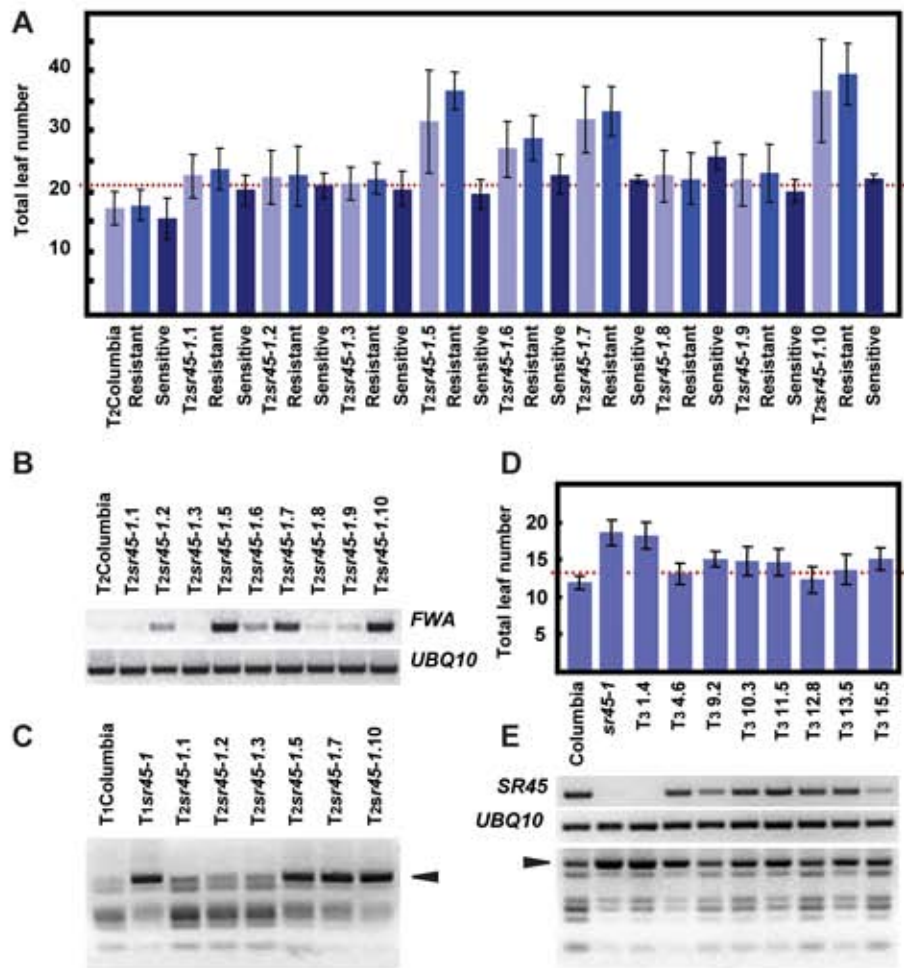 A
Total leaf number
40
30
20
10
T2Columbia
Resistant
Sensitive
T2sr45-1.1
Resistant
Sensitive
T2sr45-1.2
Resistant
Sensitive
T2sr45-1.3
Resistant
Sensitive
T2sr45-1.5
Resistant
Sensitive
T2sr45-1.6
Resistant
Sensitive
T2sr45-1.7
Resistant
Sensitive
T2sr45-1.8
Resistant
Sensitive
T2sr45-1.9
Resistant
Sensitive
T2sr45-1.10
Resistant
Sensitive
B
T2Columbia
T2sr45-1.1
T2sr45-1.2
T2sr45-1.3
T2sr45-1.5
T2sr45-1.6
T2sr45-1.7
T2sr45-1.8
T2sr45-1.9
T2sr45-1.10
FWA
UBQ10
C
T1Columbia
T1sr45-1
T2sr45-1.1
T2sr45-1.2
T2sr45-1.3
T2sr45-1.5
T2sr45-1.7
T2sr45-1.10
D
Total leaf number
20
15
10
5
Columbia
sr45-1
T3 1.4
T3 4.6
T3 9.2
T3 10.3
T3 11.5
T3 12.8
T3 13.5
T3 15.5
E
SR45
UBQ10